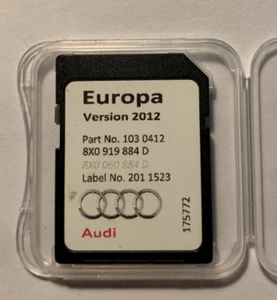 Europa
Version 2012
Part No. 103 0412
8X0 919 884 D
8X0 060 884 D
Label No. 201 1523
Audi
175772